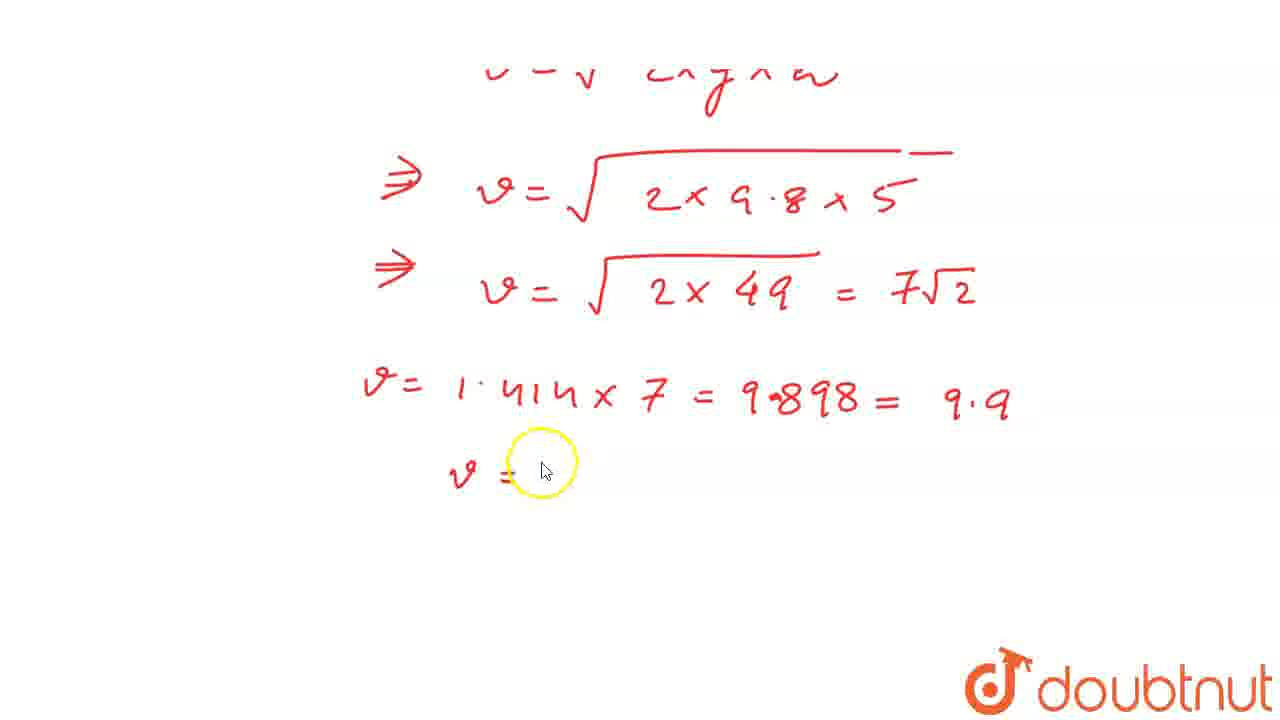 ⇒ v = √2 × 9.8 × 5
⇒ v = √2 × 49 = 7√2
v = 1.414 × 7 = 9.898 = 9.9
v =
doubtnut